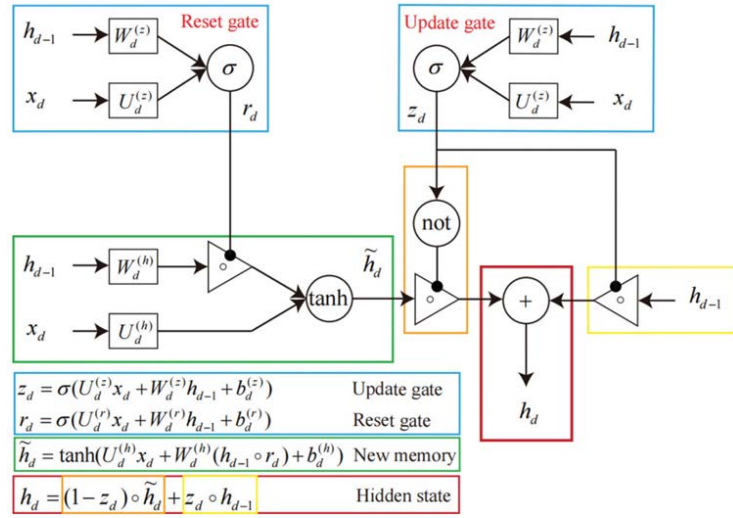 Reset gate
Update gate
h_{d-1}
W_d^{(z)}
σ
x_d
U_d^{(z)}
r_d
σ
W_d^{(z)}
h_{d-1}
z_d
U_d^{(z)}
x_d
not
h_{d-1}
W_d^{(h)}
∘
\tilde{h}_d
tanh
x_d
U_d^{(h)}
∘
+
∘
h_{d-1}
h_d
z_d = σ(U_d^{(z)}x_d + W_d^{(z)}h_{d-1} + b_d^{(z)}) Update gate
r_d = σ(U_d^{(r)}x_d + W_d^{(r)}h_{d-1} + b_d^{(r)}) Reset gate
\tilde{h}_d = tanh(U_d^{(h)}x_d + W_d^{(h)}(h_{d-1}∘r_d) + b_d^{(h)}) New memory
h_d = (1−z_d)∘\tilde{h}_d + z_d∘h_{d-1} Hidden state